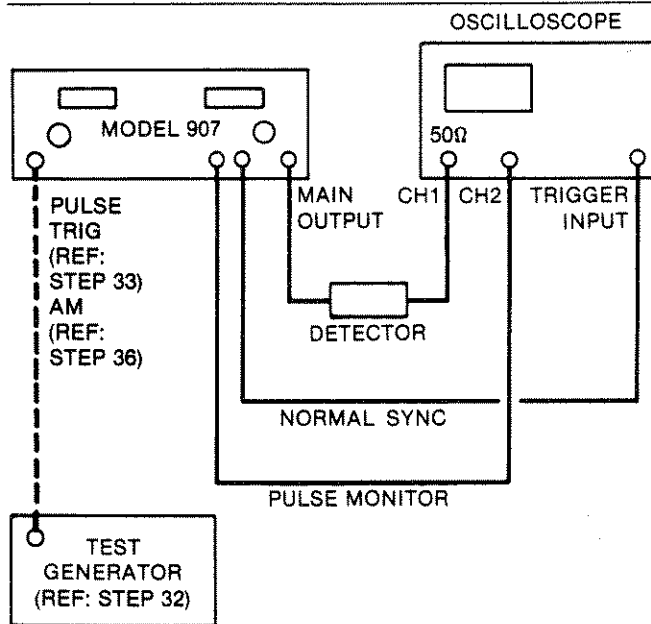 OSCILLOSCOPE
MODEL 907
50Ω
PULSE
TRIG
(REF:
STEP 33)
AM
(REF:
STEP 36)
MAIN
OUTPUT
CH1
CH2
TRIGGER
INPUT
DETECTOR
NORMAL SYNC
PULSE MONITOR
TEST
GENERATOR
(REF: STEP 32)